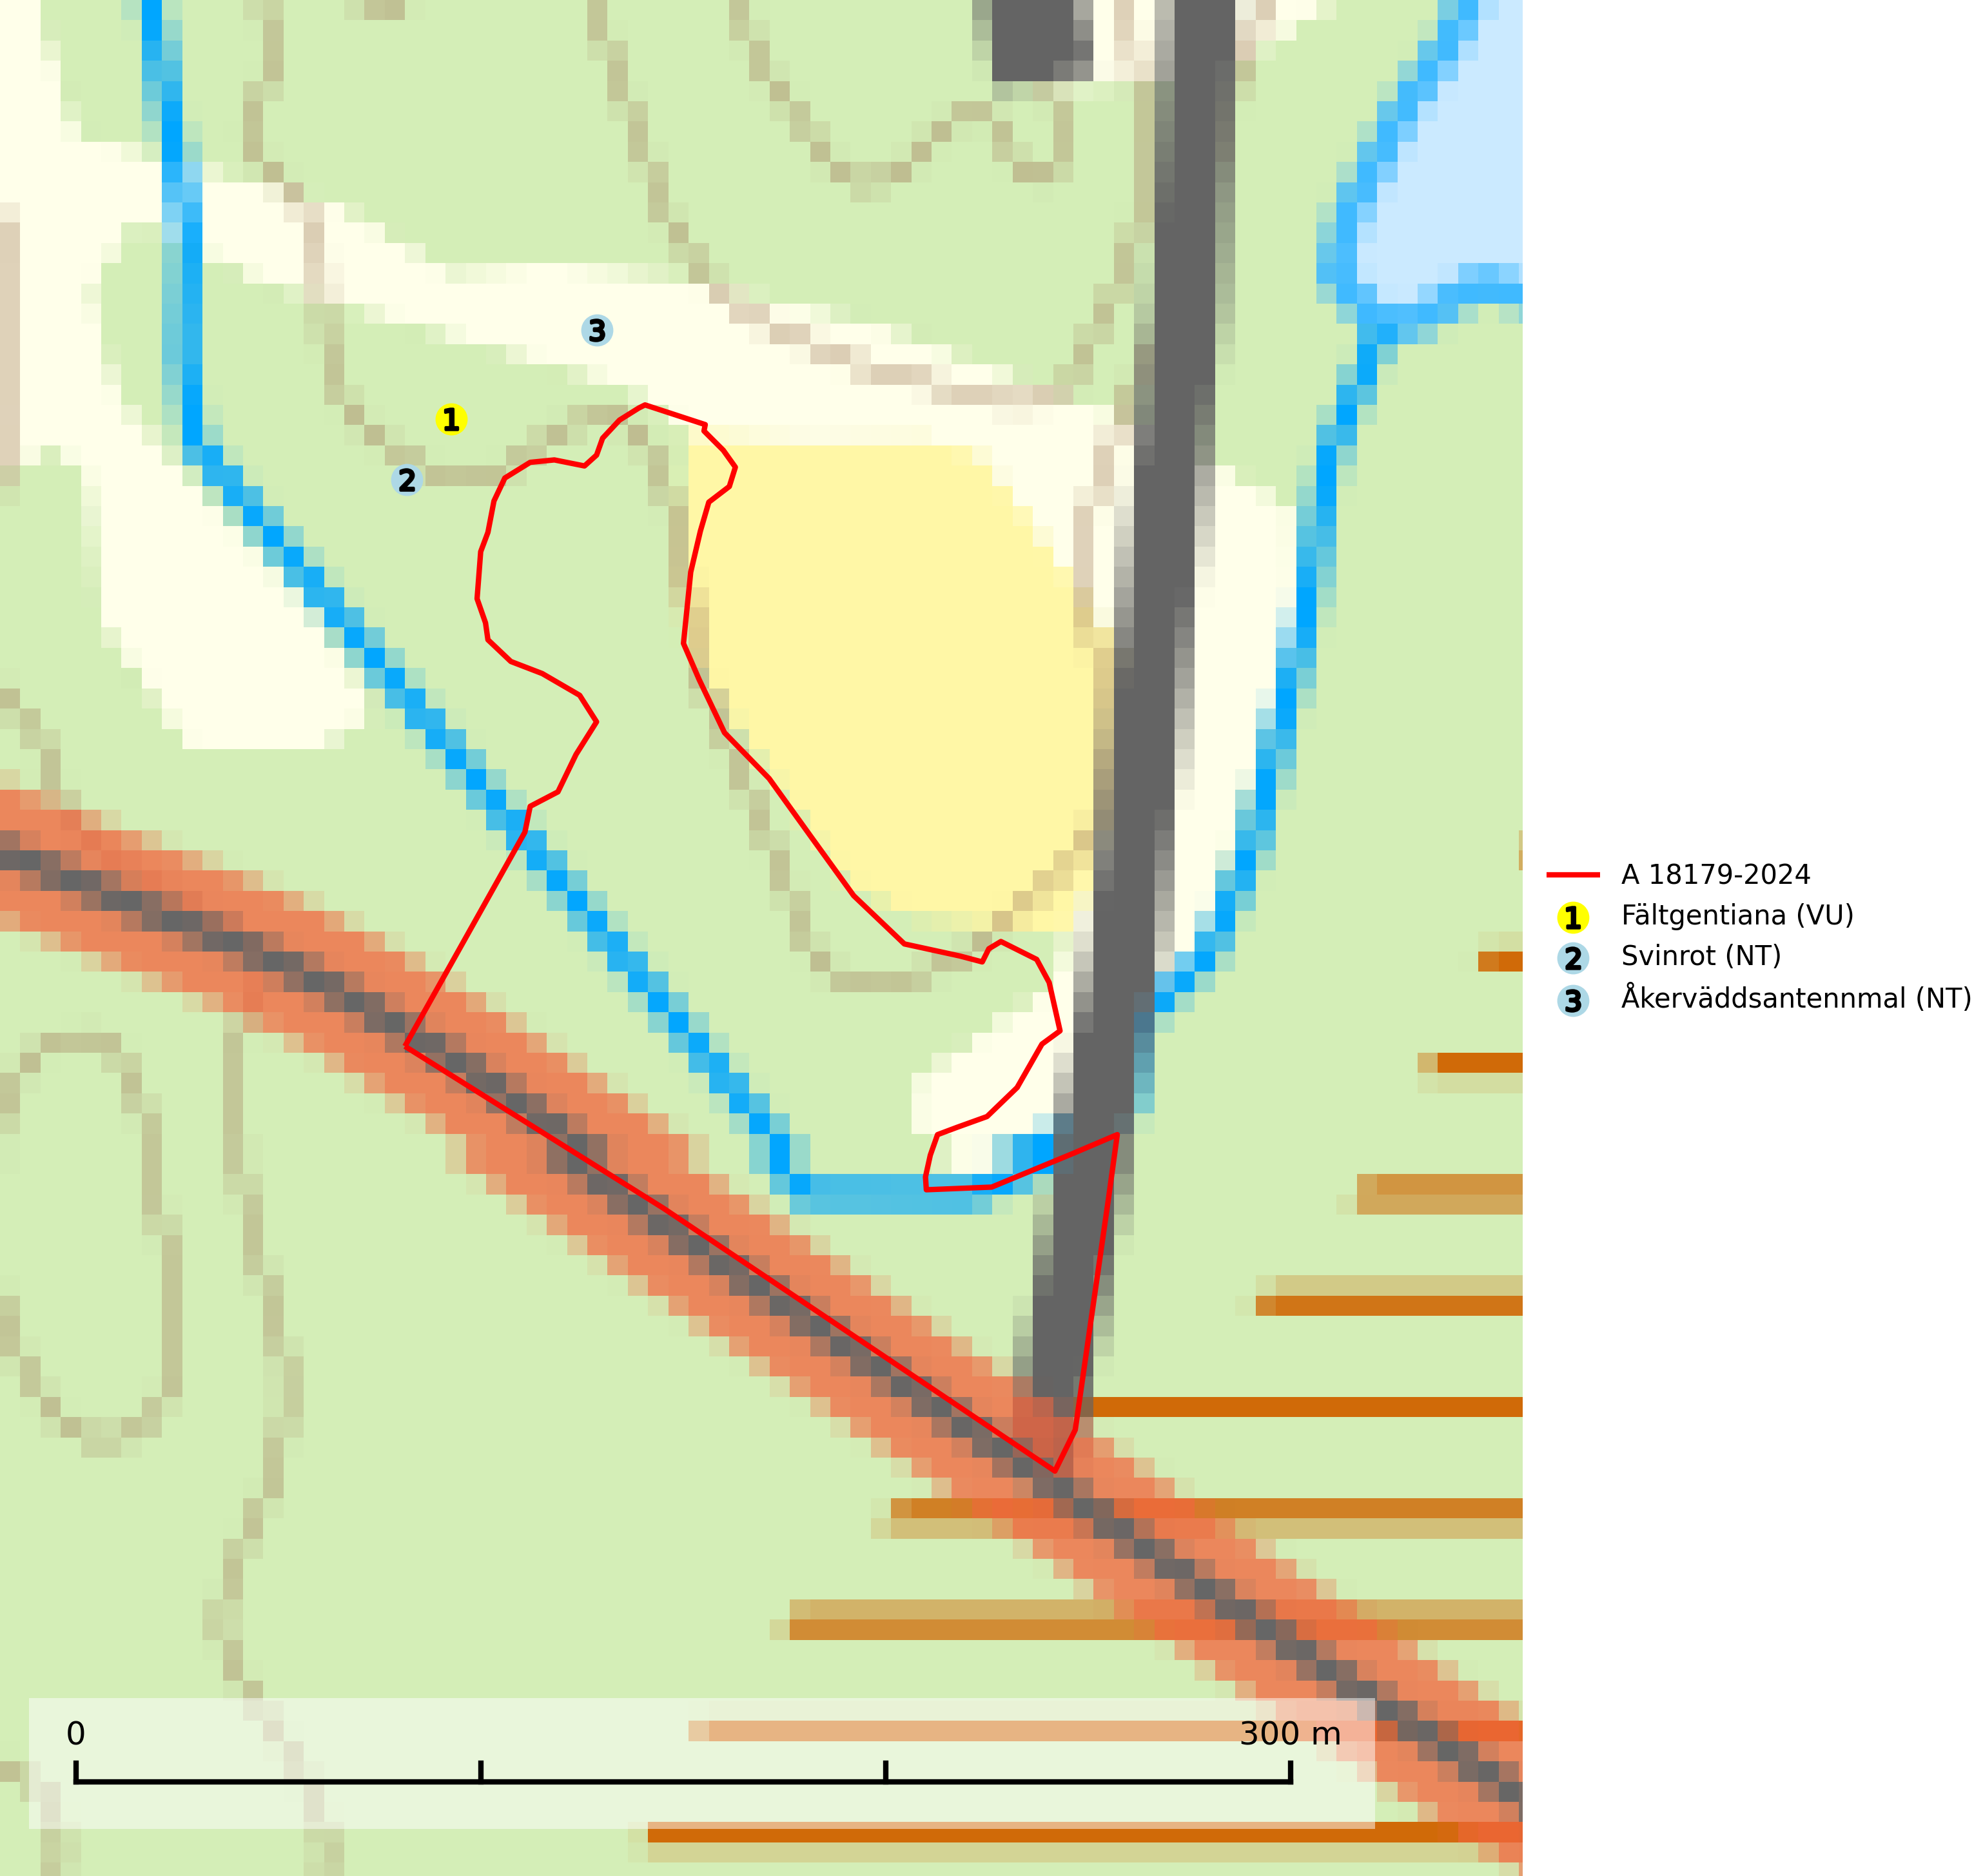 3
1
2
A 18179-2024
1 Fältgentiana (VU)
2 Svinrot (NT)
3 Åkerväddsantennmal (NT)
0 300 m